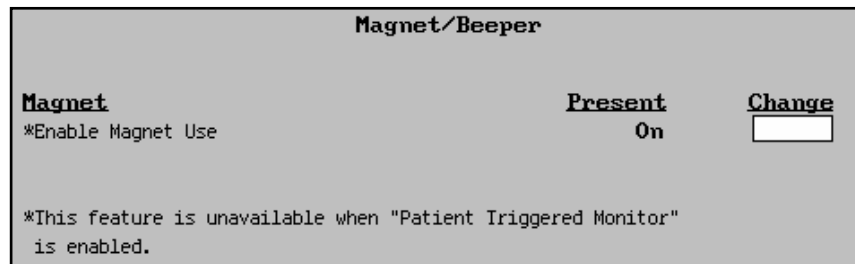 Magnet/Beeper
Magnet Present Change
*Enable Magnet Use On
*This feature is unavailable when "Patient Triggered Monitor"
is enabled.